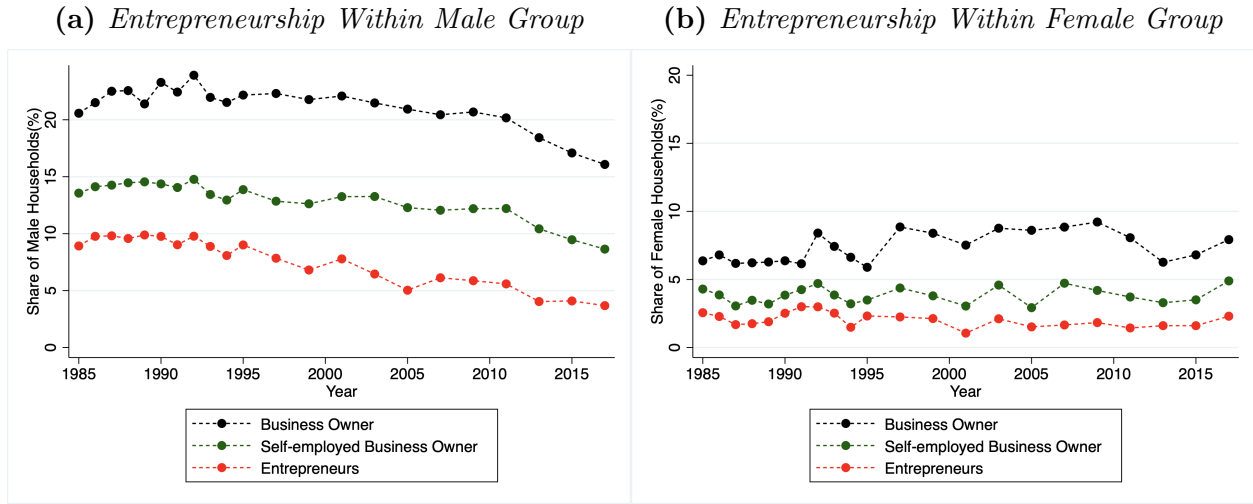 (a) Entrepreneurship Within Male Group
Share of Male Households(%)
20
15
10
5
0
1985 1990 1995 2000 2005 2010 2015
Year
Business Owner
Self-employed Business Owner
Entrepreneurs
(b) Entrepreneurship Within Female Group
Share of Female Households(%)
20
15
10
5
0
1985 1990 1995 2000 2005 2010 2015
Year
Business Owner
Self-employed Business Owner
Entrepreneurs